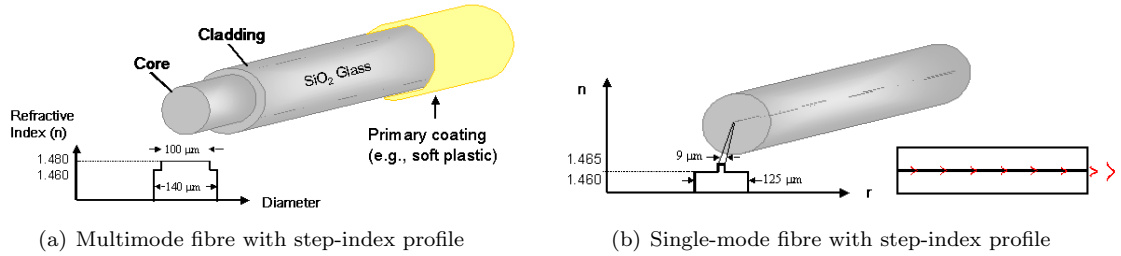 Cladding
Core
SiO₂ Glass
Refractive
Index (n)
100 µm
1.480
1.460
140 µm
Diameter
Primary coating
(e.g., soft plastic)
(a) Multimode fibre with step-index profile
n
9 µm
1.465
1.460
125 µm
r
(b) Single-mode fibre with step-index profile